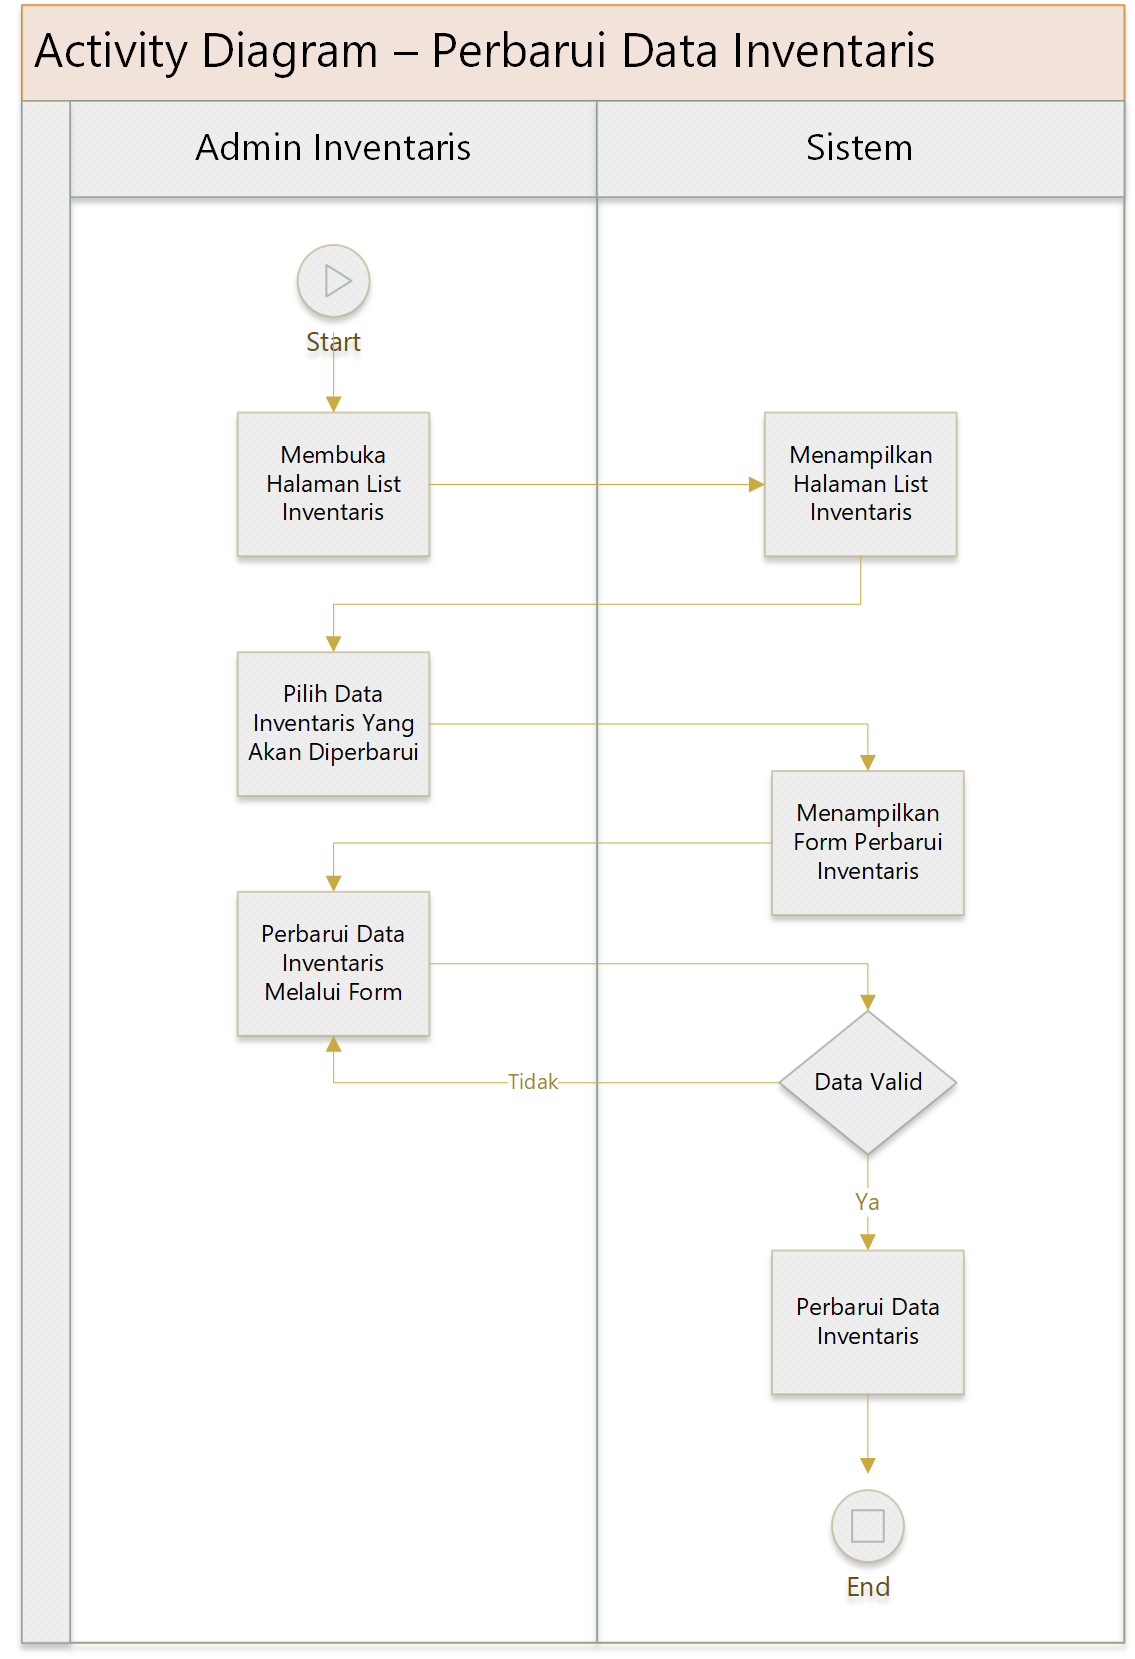 Activity Diagram – Perbarui Data Inventaris
Admin Inventaris
Sistem
Start
Membuka
Halaman List
Inventaris
Menampilkan
Halaman List
Inventaris
Pilih Data
Inventaris Yang
Akan Diperbarui
Menampilkan
Form Perbarui
Inventaris
Perbarui Data
Inventaris
Melalui Form
Data Valid
Tidak
Ya
Perbarui Data
Inventaris
End